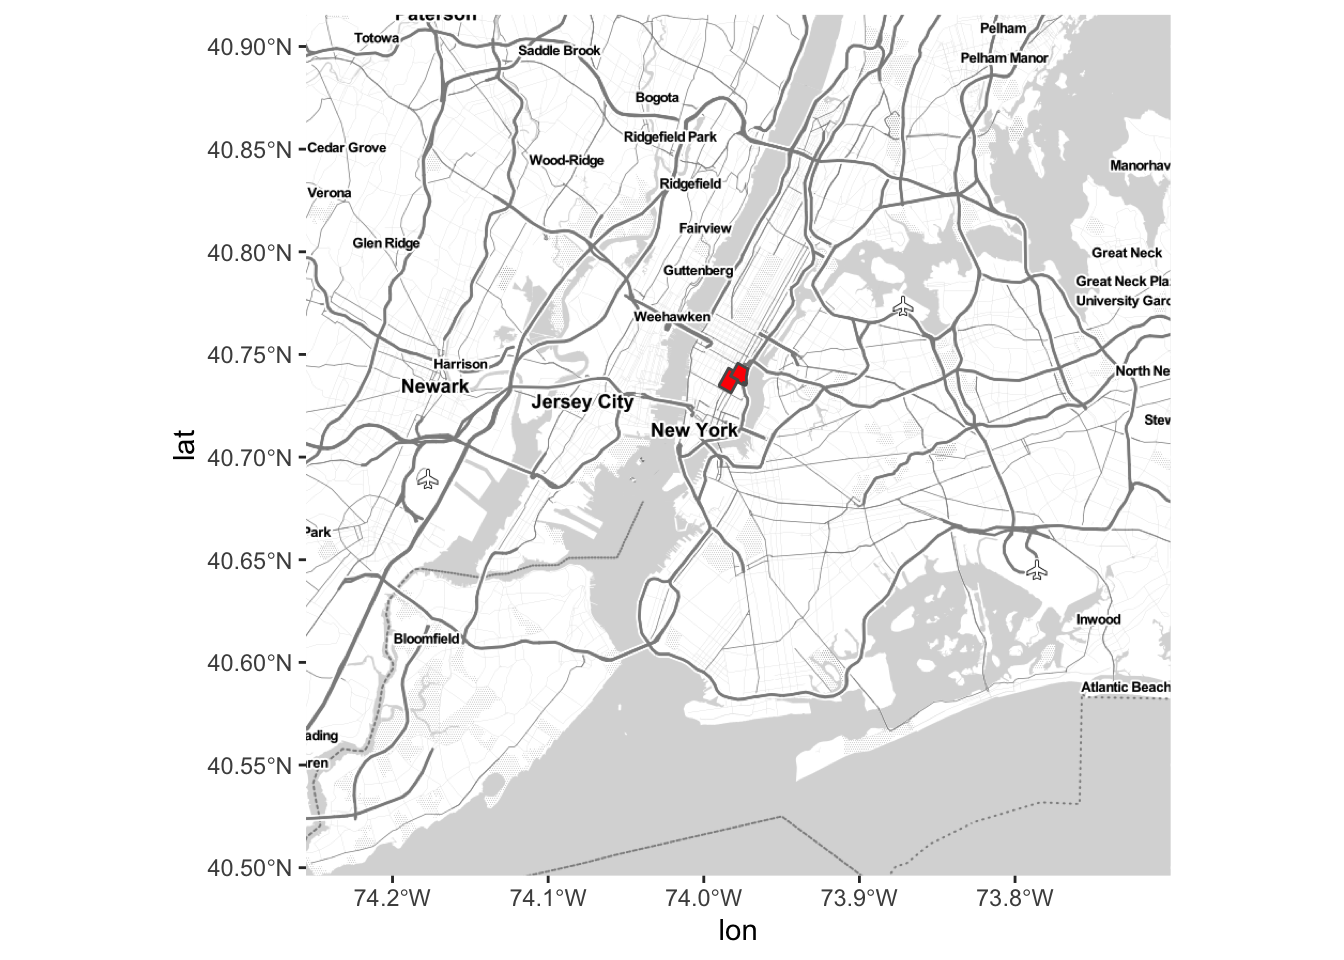 Paterson
40.90°N
Totowa
Saddle Brook
Pelham
Pelham Manor
Bogota
Ridgefield Park
40.85°N
Cedar Grove
Wood-Ridge
Manorhav
Verona
Ridgefield
Glen Ridge
Fairview
40.80°N
Great Neck
Guttenberg
Great Neck Pla
University Gard
Weehawken
40.75°N
Harrison
Newark
North Ne
Jersey City
New York
Stew
lat
40.70°N
Park
40.65°N
Inwood
Bloomfield
40.60°N
Atlantic Beach
ading
ren
40.55°N
40.50°N
74.2°W 74.1°W 74.0°W 73.9°W 73.8°W
lon